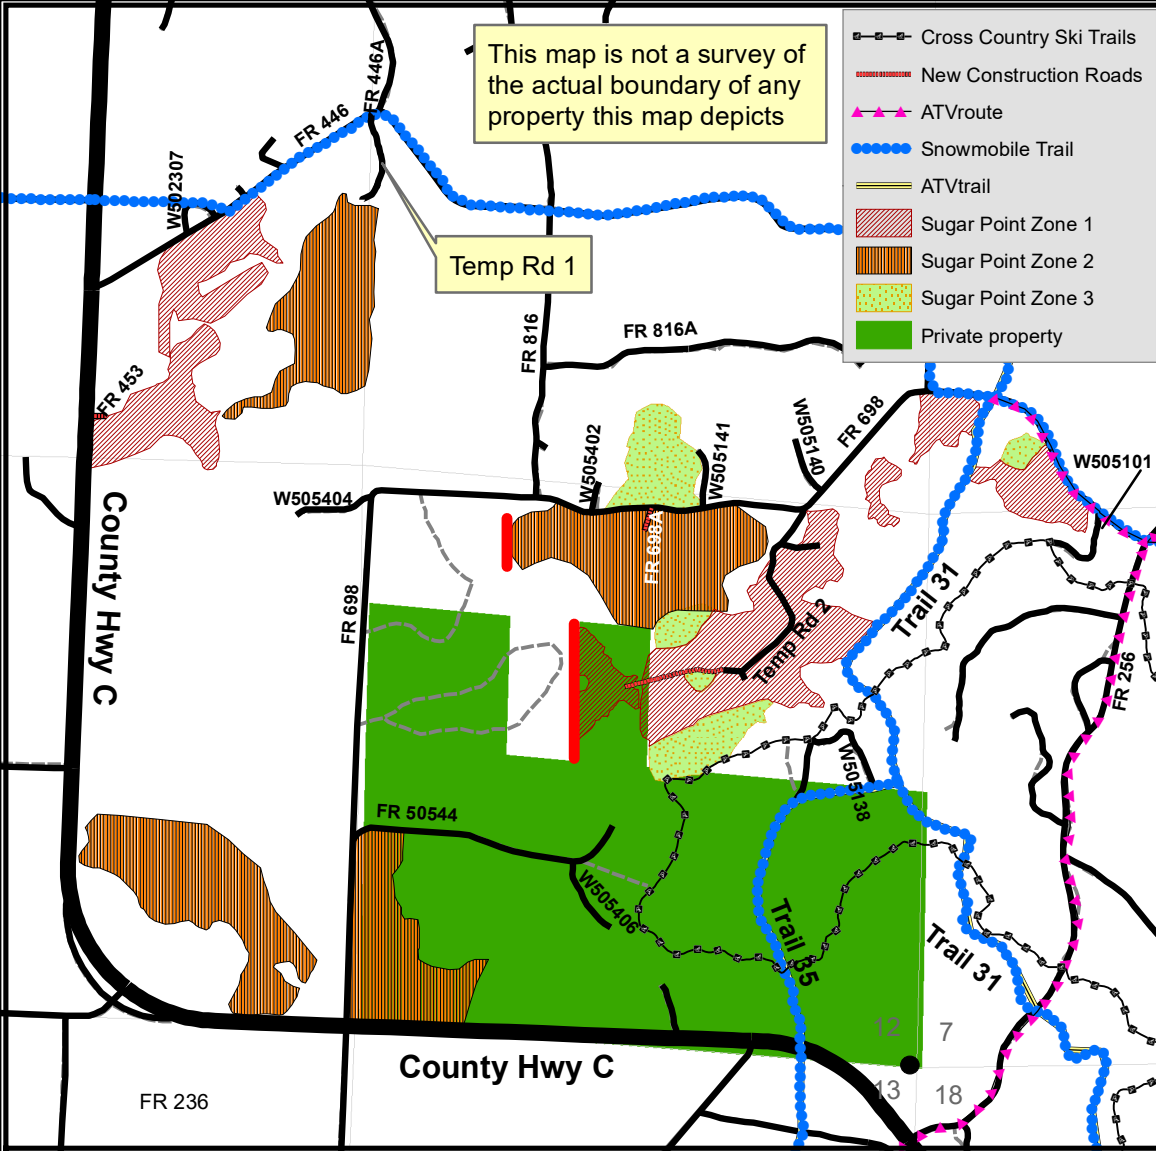 This map is not a survey of
the actual boundary of any
property this map depicts
Cross Country Ski Trails
New Construction Roads
ATVroute
Snowmobile Trail
ATVtrail
Sugar Point Zone 1
Sugar Point Zone 2
Sugar Point Zone 3
Private property
FR 446A
FR 446
W502307
Temp Rd 1
FR 816
FR 816A
FR 453
W505402
W505141
W505140
FR 698
W505101
W505404
County Hwy C
FR 698A
FR 698
Trail 31
Temp Rd 2
FR 256
W505138
FR 50544
W505406
Trail 35
Trail 31
12
7
County Hwy C
13
18
FR 236